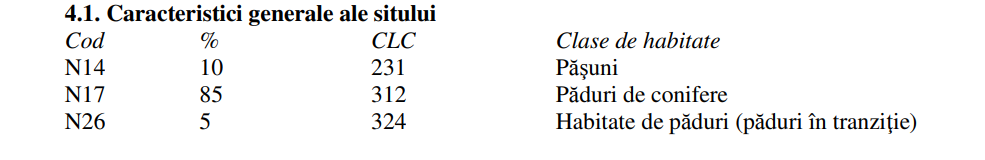 4.1. Caracteristici generale ale sitului
Cod % CLC Clase de habitate
N14 10 231 Păşuni
N17 85 312 Păduri de conifere
N26 5 324 Habitate de păduri (păduri în tranziţie)